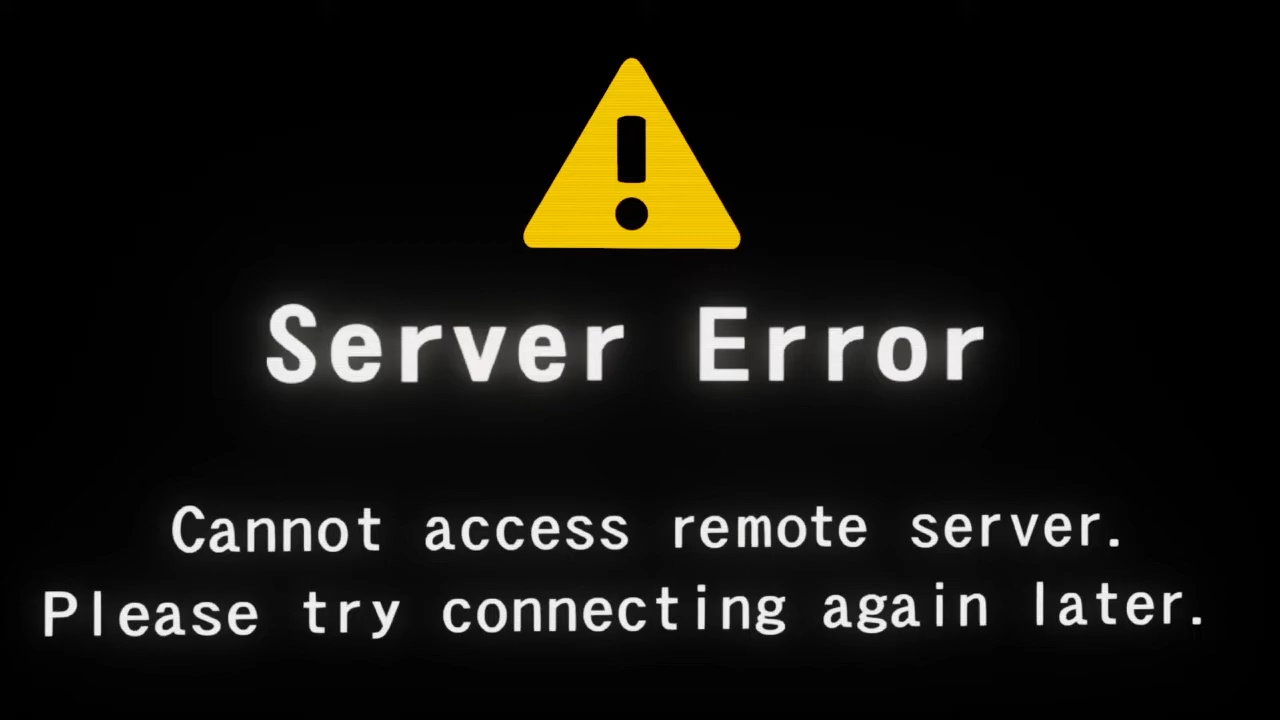 Server Error
Cannot access remote server.
Please try connecting again later.